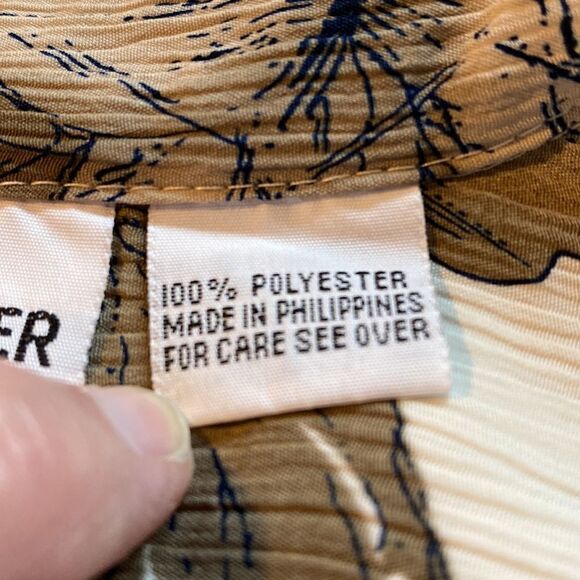 ER
100% POLYESTER
MADE IN PHILIPPINES
FOR CARE SEE OVER